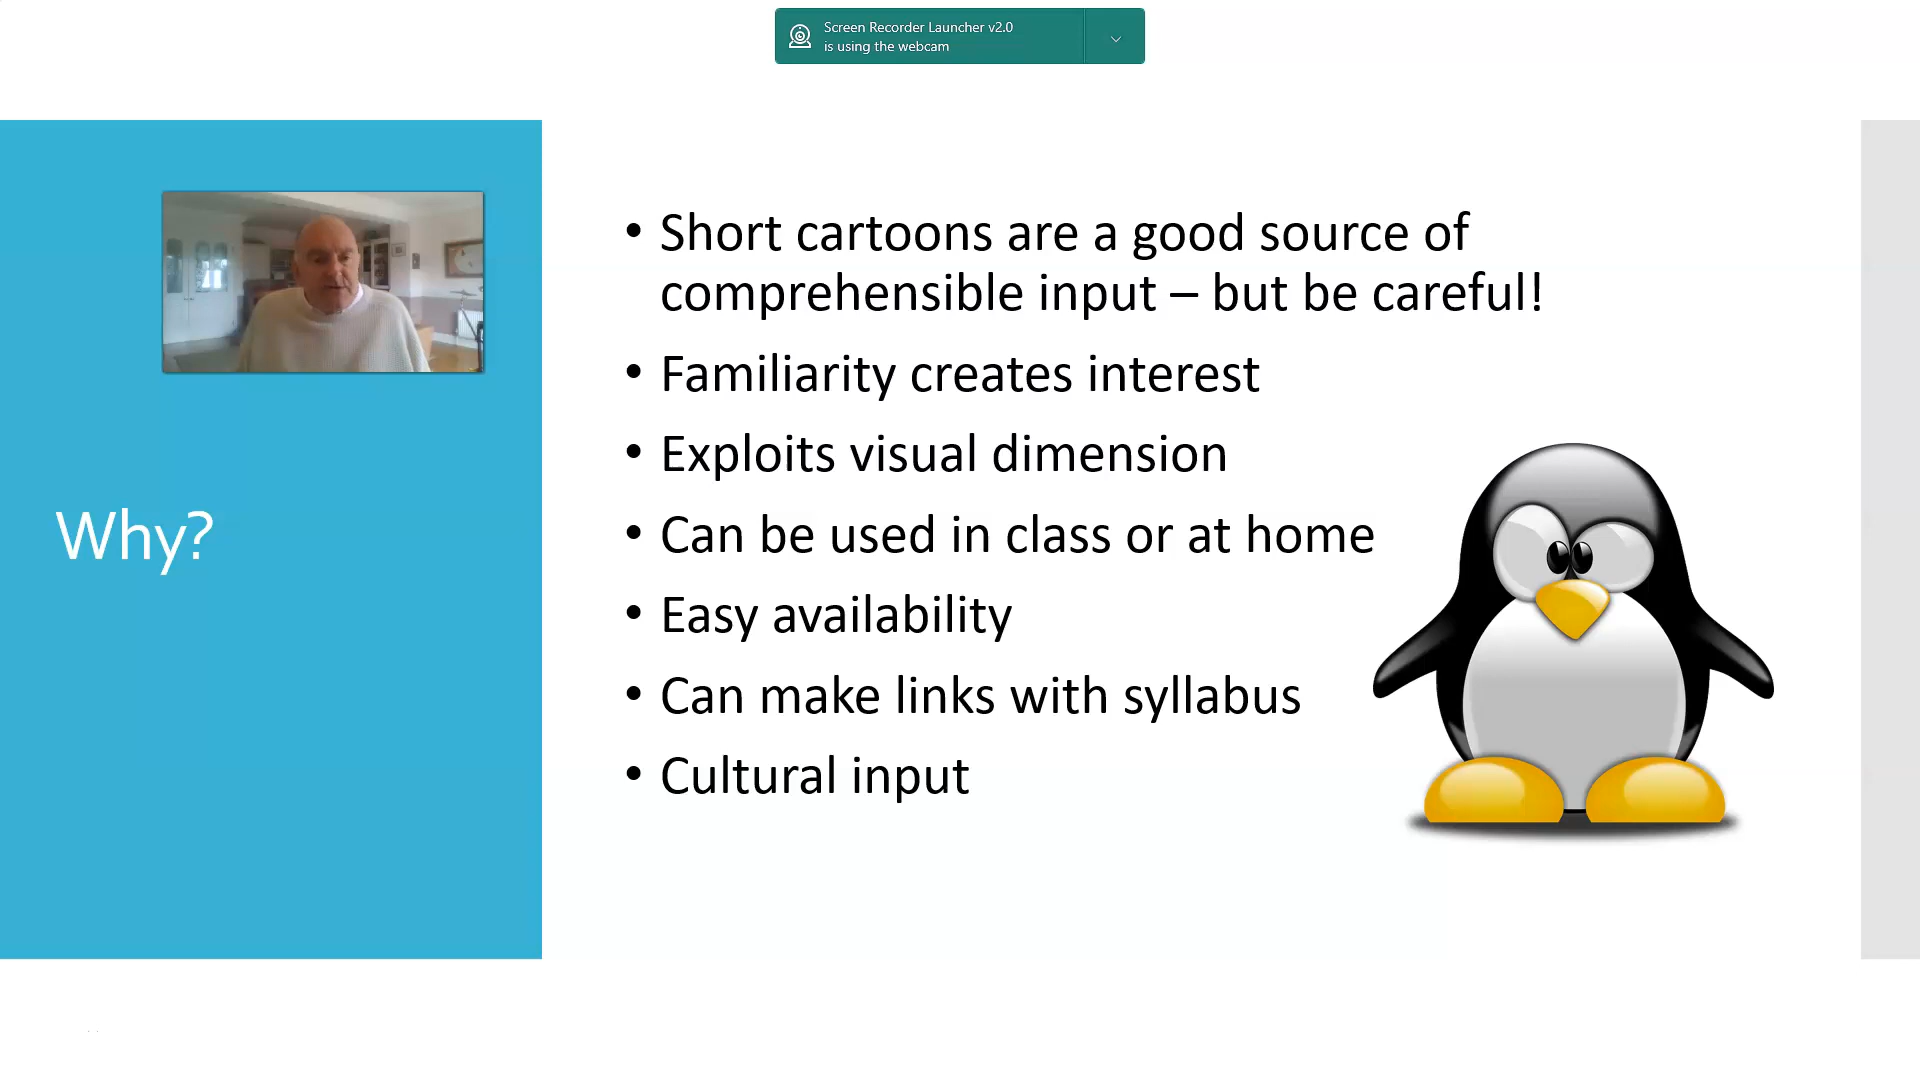 Screen Recorder Launcher v2.0
is using the webcam
Why?
• Short cartoons are a good source of
comprehensible input – but be careful!
• Familiarity creates interest
• Exploits visual dimension
• Can be used in class or at home
• Easy availability
• Can make links with syllabus
• Cultural input